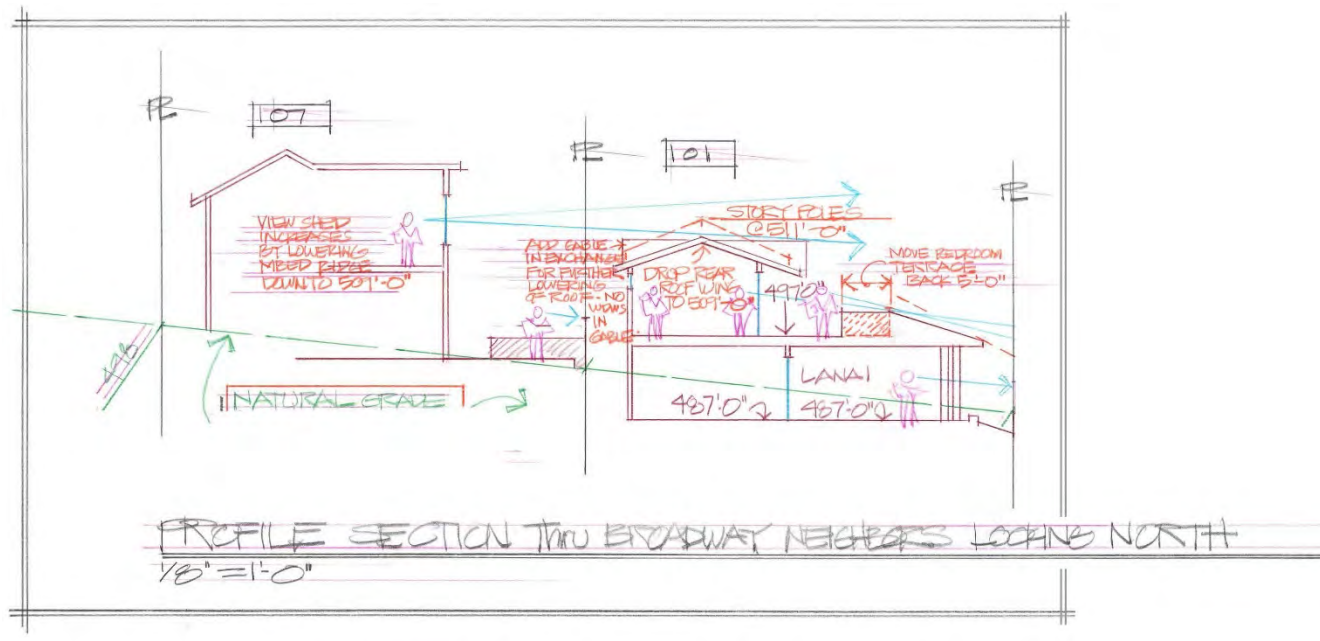 PL
107
PL
101
PL
VIEW SHED
INCREASES
BY LOWERING
MBED RIDGE
DOWN TO 509'-0"
ADD GABLE
IN EXCHANGE
FOR FURTHER
LOWERING
OF ROOF - NO
WDWS
IN
GABLE
STORY POLES
@ 511'-0"
DROP REAR
ROOF WING
TO 509'-0"
497'0"
MOVE BEDROOM
TERRACE
BACK 5'-0"
NATURAL GRADE
LANAI
487'-0"
487'-0"
PROFILE SECTION Thru BROADWAY NEIGHBORS LOOKING NORTH
1/8" = 1'-0"